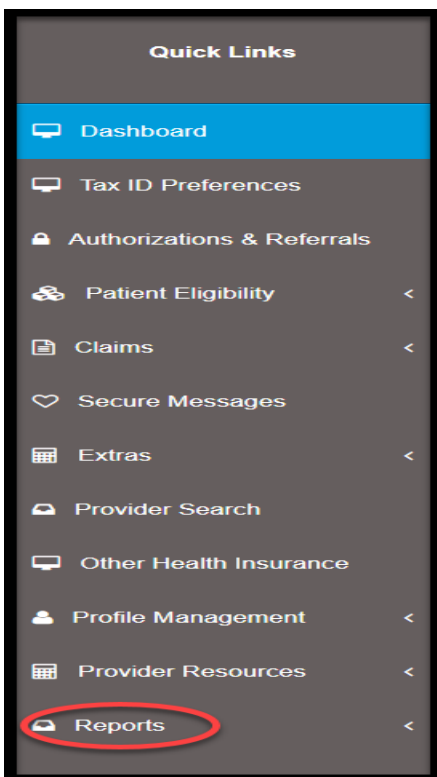 Quick Links
Dashboard
Tax ID Preferences
Authorizations & Referrals
Patient Eligibility <
Claims <
Secure Messages
Extras <
Provider Search
Other Health Insurance
Profile Management <
Provider Resources <
Reports <